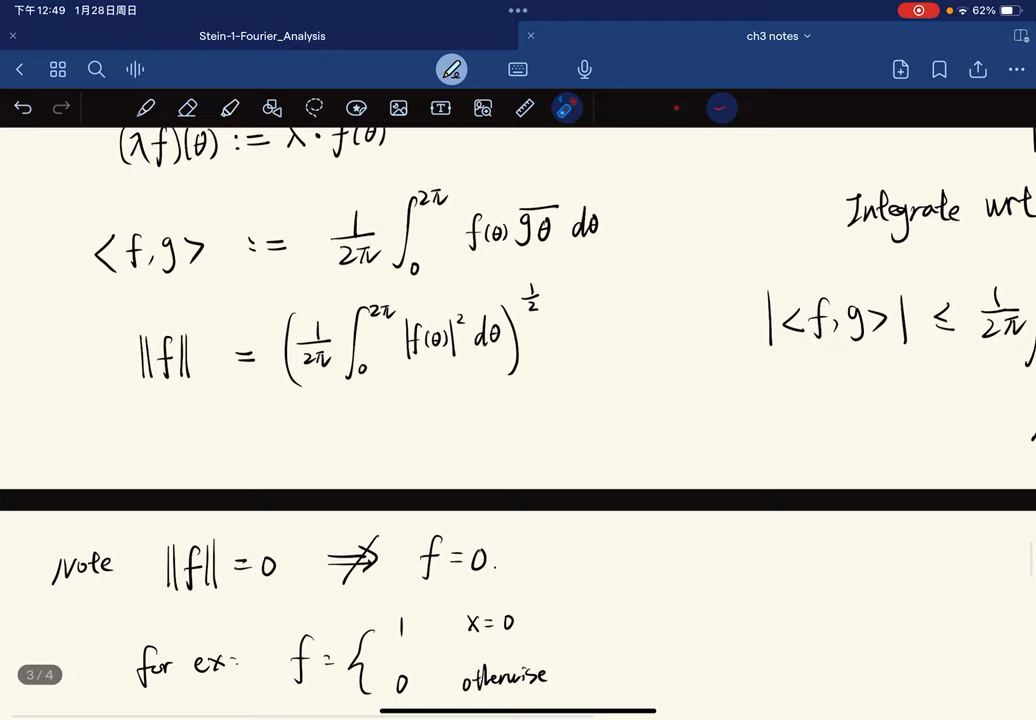 下午12:49 1月28日周日
62%
Stein-1-Fourier_Analysis
ch3 notes
(λf)(θ) := λ · f(θ)
<f,g> := 1/2π ∫₀^2π f(θ) \overline{gθ} dθ
||f|| = (1/2π ∫₀^2π |f(θ)|² dθ)^1/2
Integrate wrt
|<f,g>| ≤ 1/2π
Note ||f|| = 0 ⇏ f = 0.
for ex: f = { 1 x = 0
0 otherwise
3 / 4